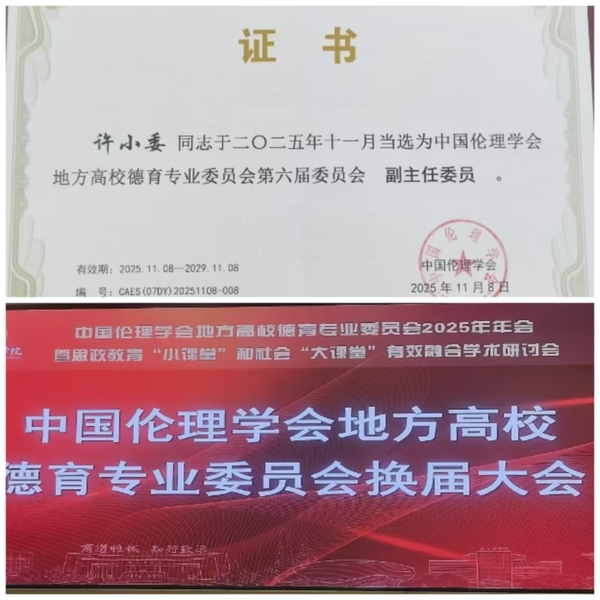 证 书
许小委 同志于二〇二五年十一月当选为中国伦理学会
地方高校德育专业委员会第六届委员会 副主任委员 。
有效期：2025.11.08—2029.11.08
中国伦理学会
2025年11月8日
编 号：CAES(07DY)20251108-008
中国伦理学会地方高校德育专业委员会2025年年会
暨思政教育“小课堂”和社会“大课堂”有效融合学术研讨会
学院
中国伦理学会地方高校
德育专业委员会换届大会